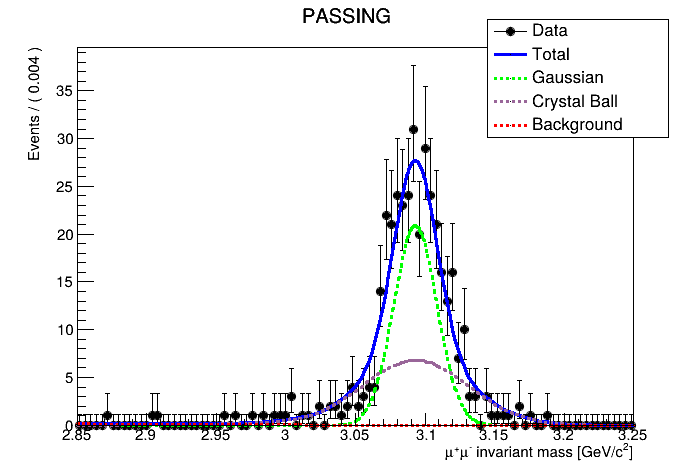 PASSING
Data
Total
Gaussian
Crystal Ball
Background
Events / ( 0.004 )
35
30
25
20
15
10
5
0
2.85 2.9 2.95 3 3.05 3.1 3.15 3.2 3.25
μ⁺μ⁻ invariant mass [GeV/c²]